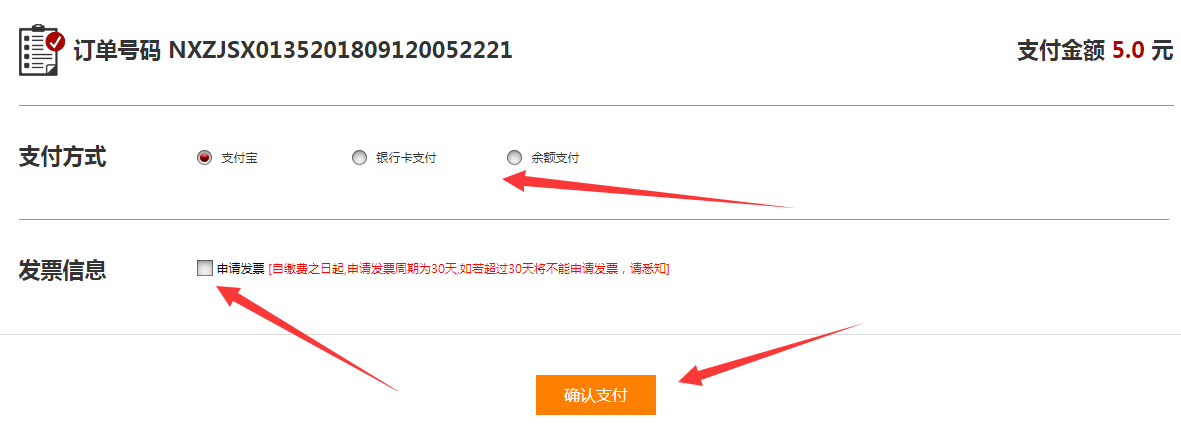 订单号码 NXZJSX0135201809120052221 支付金额 5.0 元
支付方式 支付宝 银行卡支付 余额支付
发票信息 申请发票 [自缴费之日起,申请发票周期为30天,如若超过30天将不能申请发票，请悉知]
确认支付